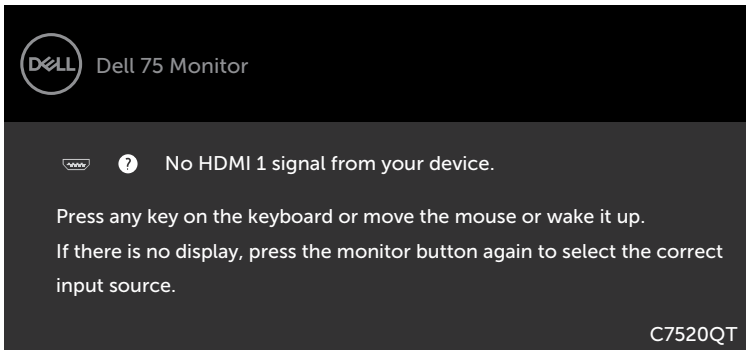 DELL
Dell 75 Monitor
? No HDMI 1 signal from your device.
Press any key on the keyboard or move the mouse or wake it up.
If there is no display, press the monitor button again to select the correct
input source.
C7520QT